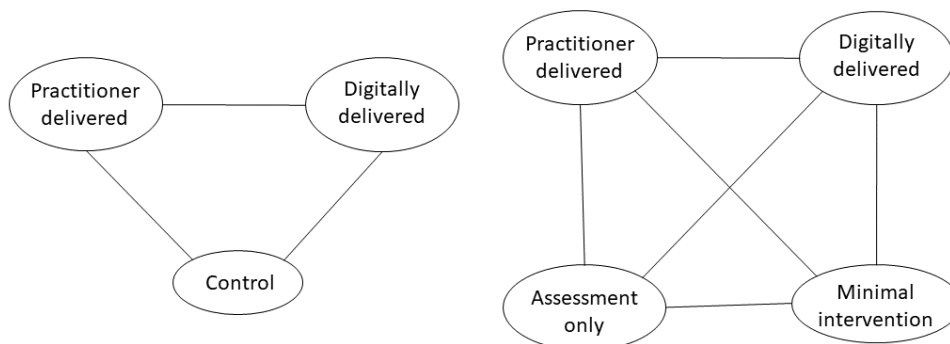 Practitioner
delivered
Digitally
delivered
Control
Practitioner
delivered
Digitally
delivered
Assessment
only
Minimal
intervention